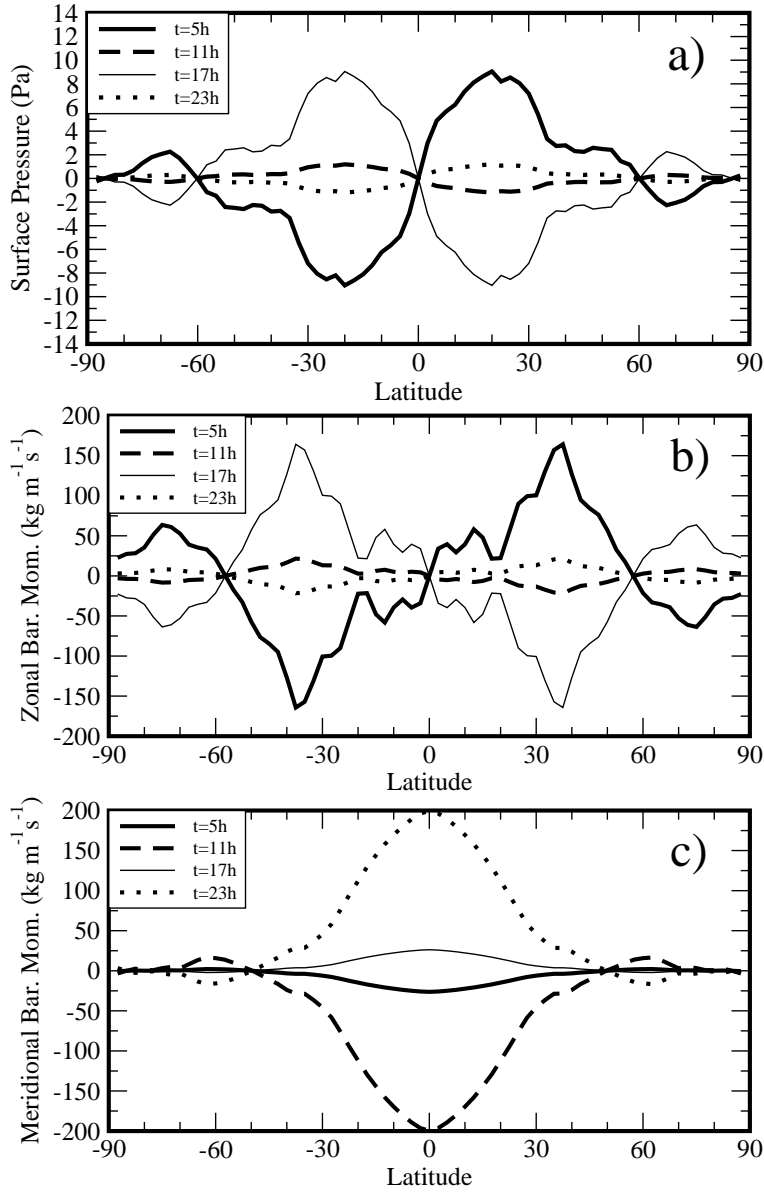 14
12
10
8
6
4
2
0
-2
-4
-6
-8
-10
-12
-14
Surface Pressure (Pa)
t=5h
t=11h
t=17h
t=23h
a)
-90 -60 -30 0 30 60 90
Latitude
200
150
100
50
0
-50
-100
-150
-200
Zonal Bar. Mom. (kg m⁻¹ s⁻¹)
t=5h
t=11h
t=17h
t=23h
b)
-90 -60 -30 0 30 60 90
Latitude
200
150
100
50
0
-50
-100
-150
-200
Meridional Bar. Mom. (kg m⁻¹ s⁻¹)
t=5h
t=11h
t=17h
t=23h
c)
-90 -60 -30 0 30 60 90
Latitude